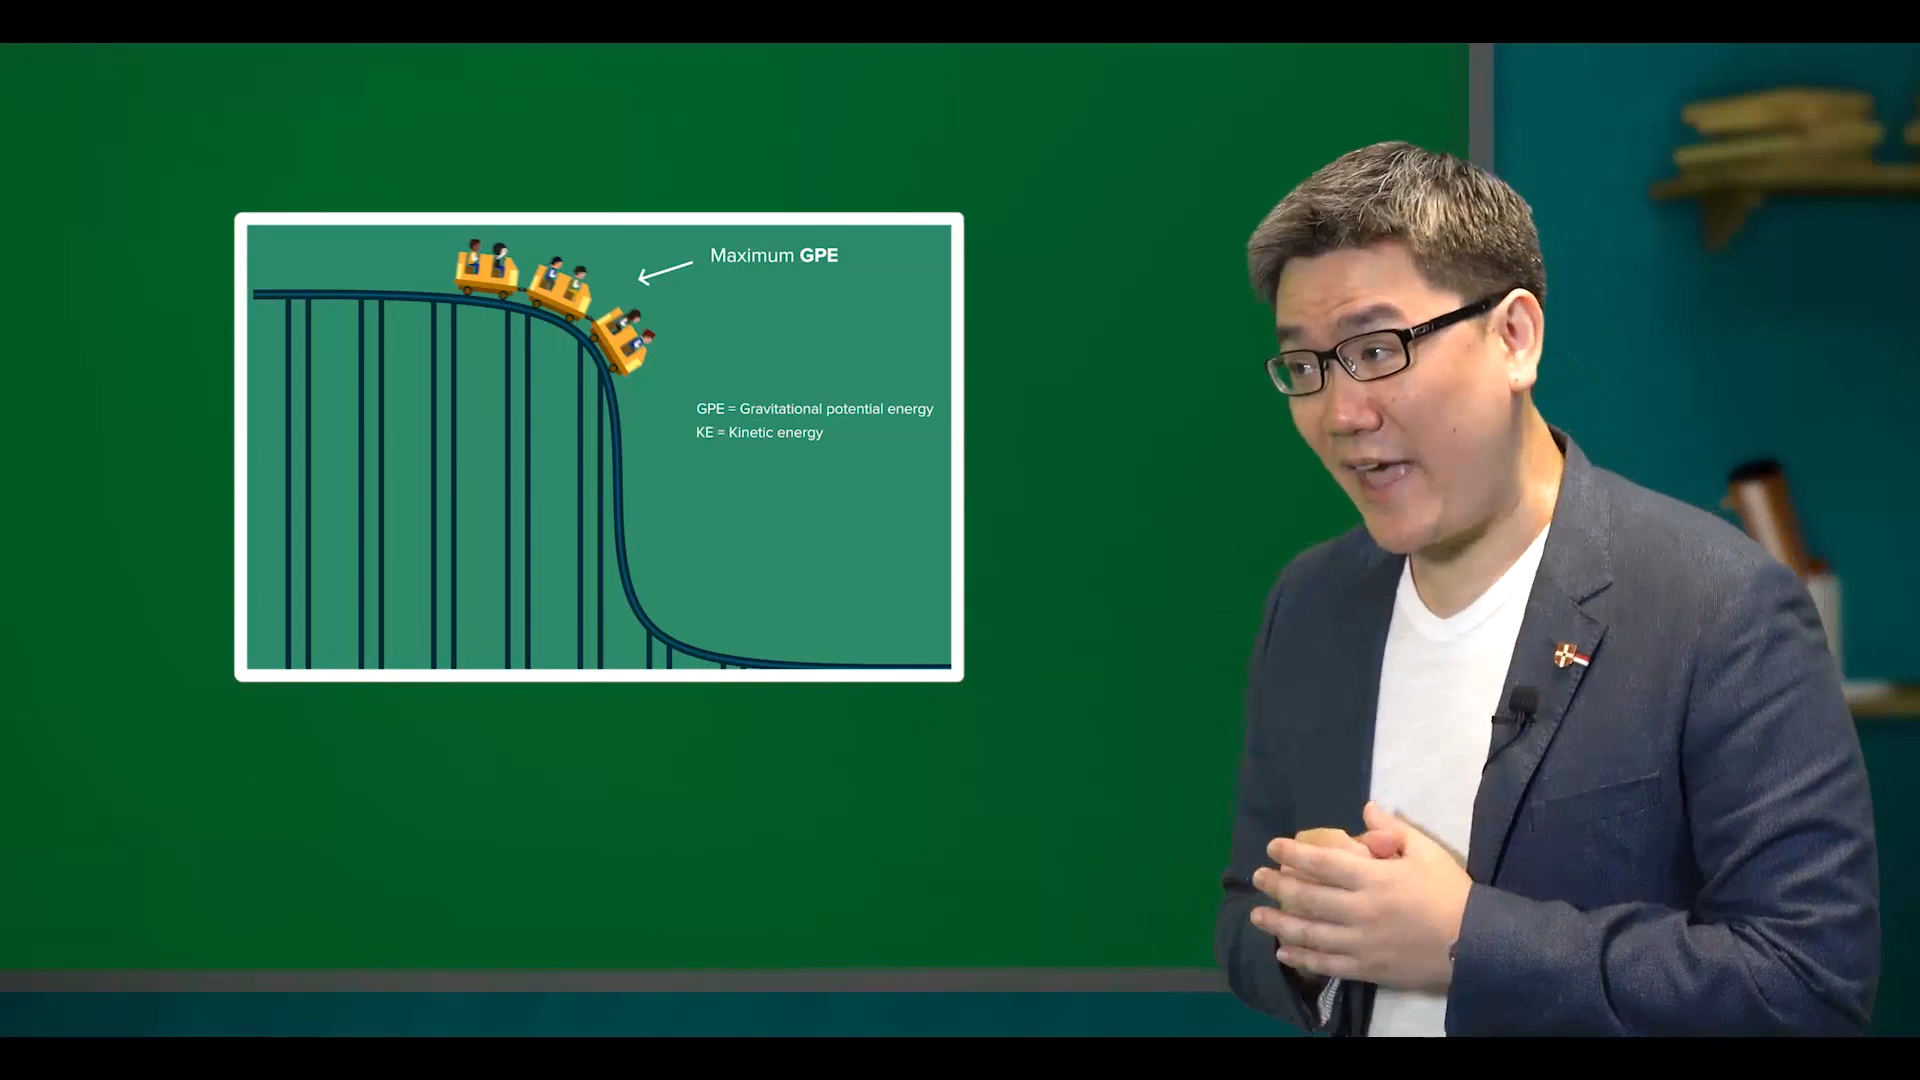 Maximum GPE
GPE = Gravitational potential energy
KE = Kinetic energy